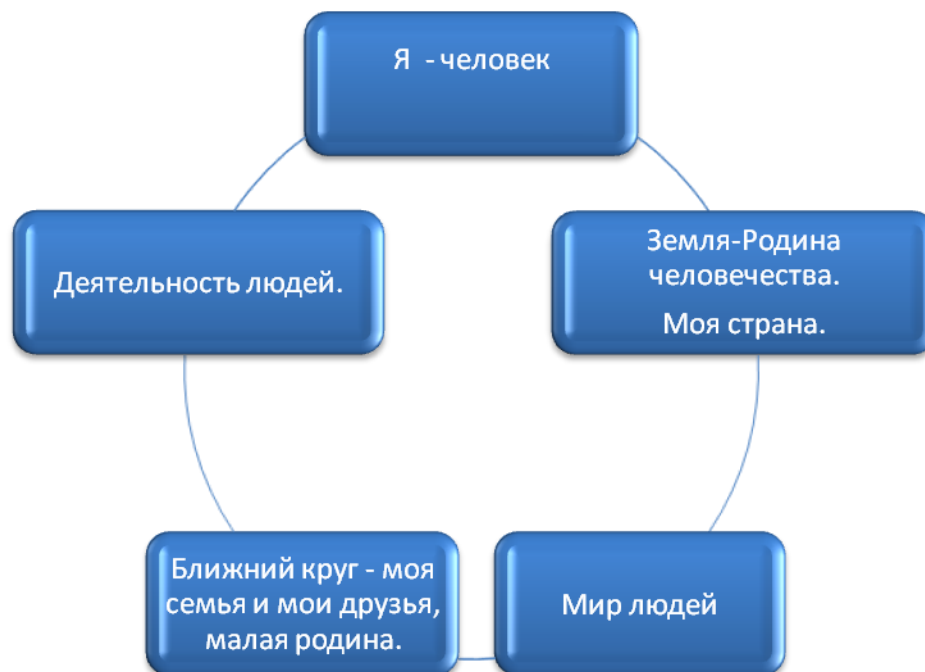 Я - человек
Земля-Родина
человечества.
Моя страна.
Мир людей
Ближний круг - моя
семья и мои друзья,
малая родина.
Деятельность людей.